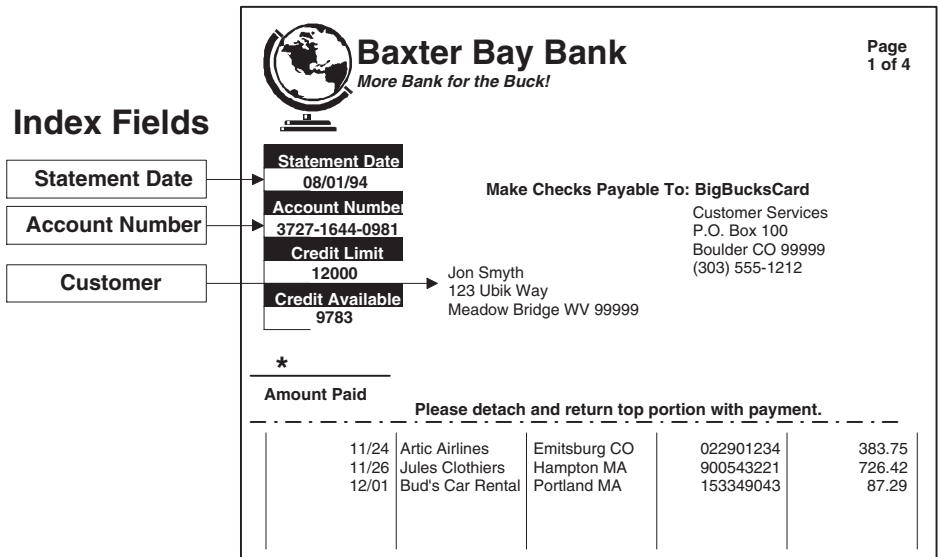 Baxter Bay Bank
More Bank for the Buck!
Page
1 of 4
Index Fields
Statement Date
Account Number
Customer
Statement Date
08/01/94
Account Number
3727-1644-0981
Credit Limit
12000
Credit Available
9783
Make Checks Payable To: BigBucksCard
Customer Services
P.O. Box 100
Boulder CO 99999
(303) 555-1212
Jon Smyth
123 Ubik Way
Meadow Bridge WV 99999
*
Amount Paid
Please detach and return top portion with payment.
11/24 Artic Airlines Emitsburg CO 022901234 383.75
11/26 Jules Clothiers Hampton MA 900543221 726.42
12/01 Bud's Car Rental Portland MA 153349043 87.29